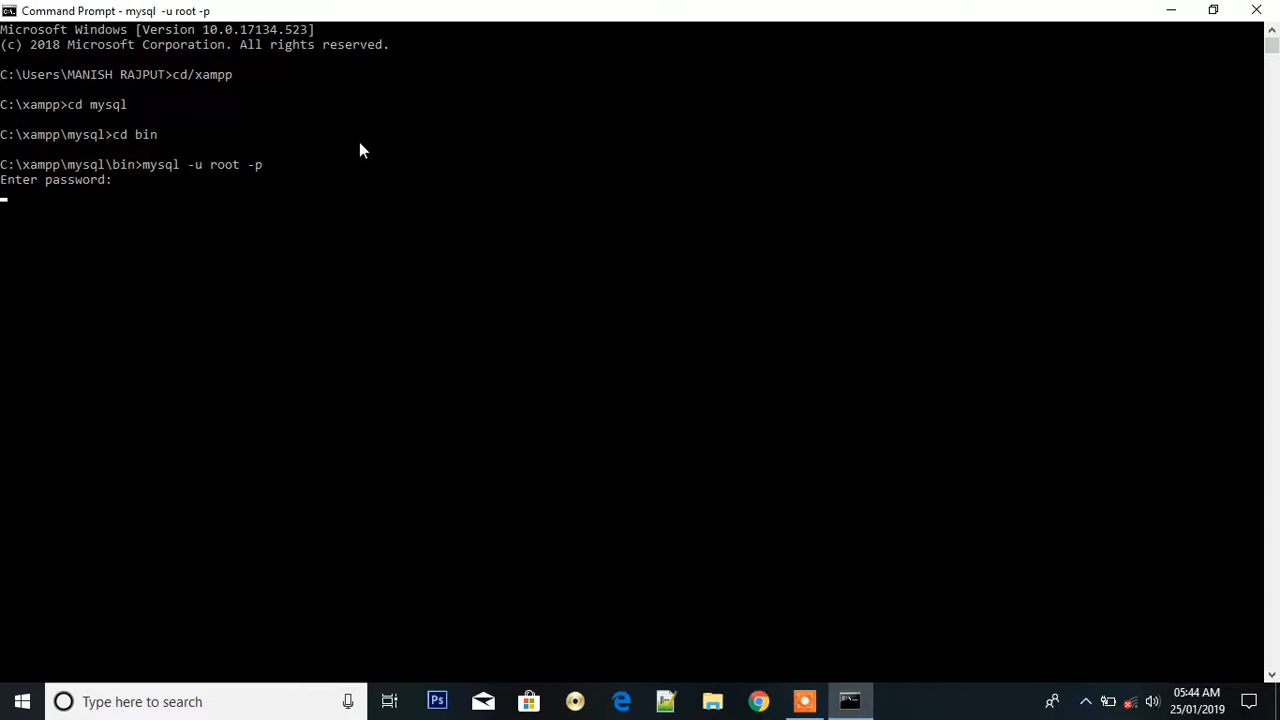 Command Prompt - mysql -u root -p
Microsoft Windows [Version 10.0.17134.523]
(c) 2018 Microsoft Corporation. All rights reserved.
C:\Users\MANISH RAJPUT>cd/xampp
C:\xampp>cd mysql
C:\xampp\mysql>cd bin
C:\xampp\mysql\bin>mysql -u root -p
Enter password:
Type here to search
Ps
05:44 AM
25/01/2019